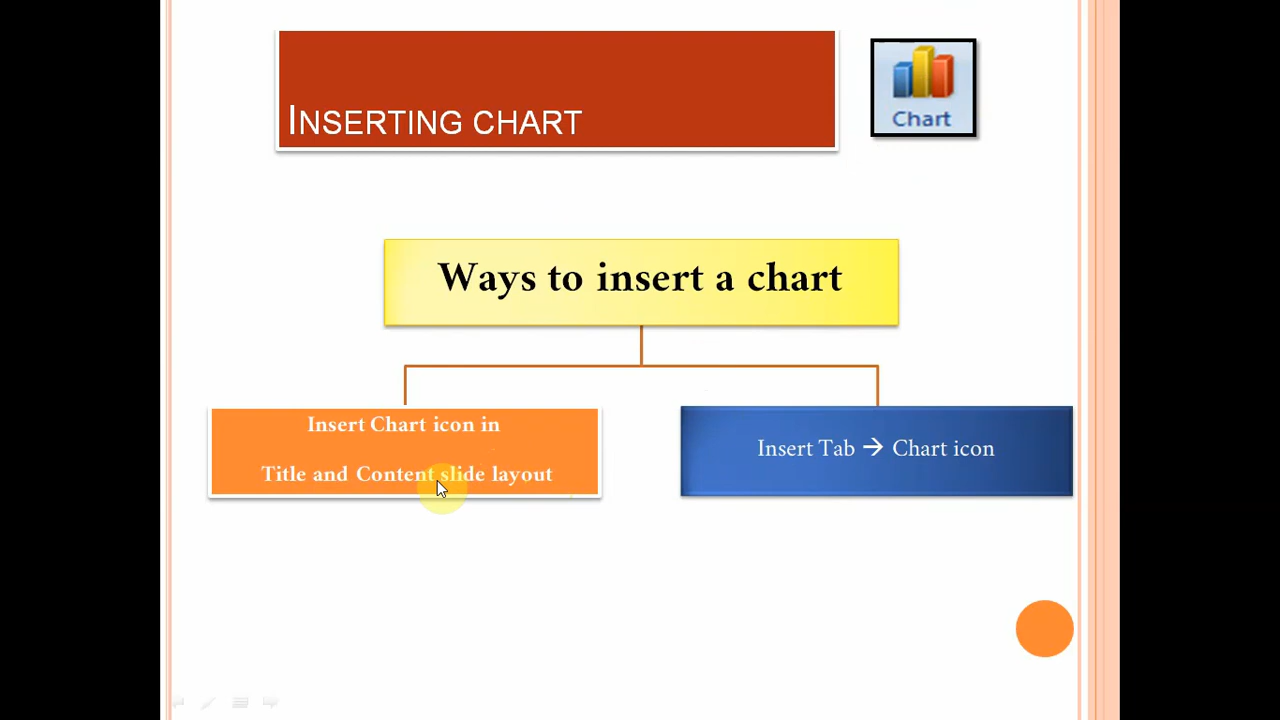 INSERTING CHART
Chart
Ways to insert a chart
Insert Chart icon in
Title and Content slide layout
Insert Tab → Chart icon